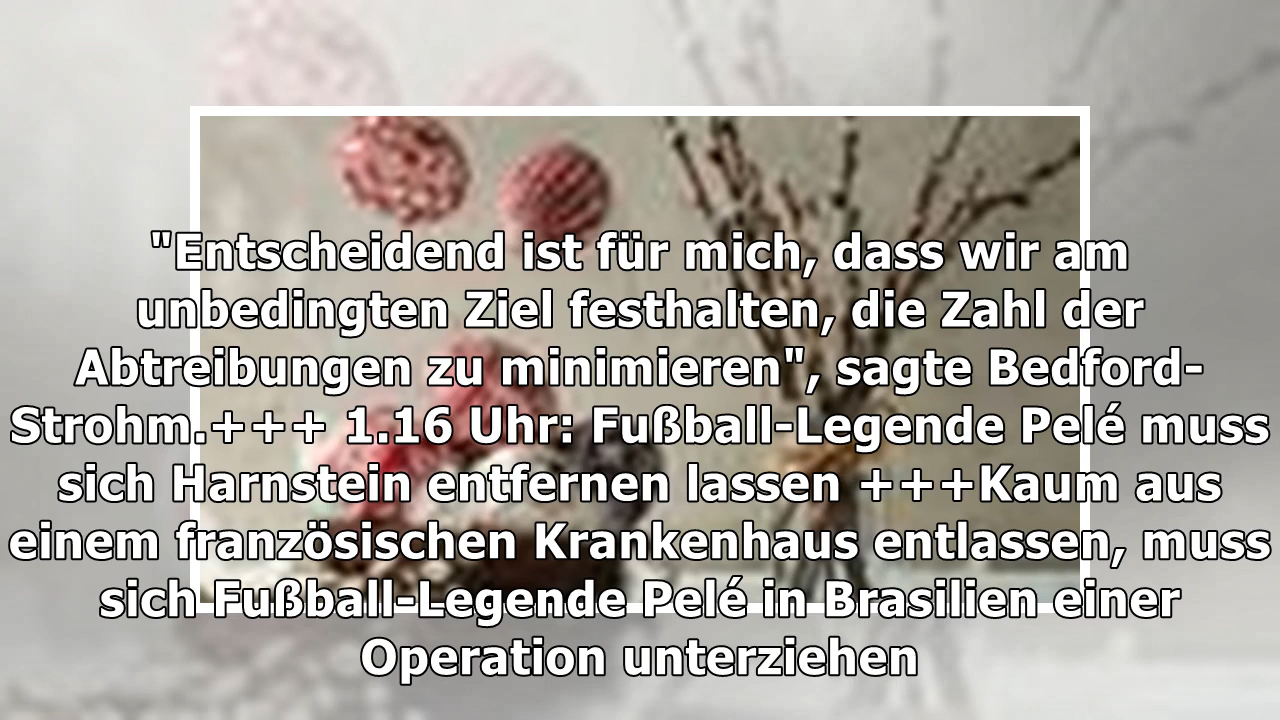 "Entscheidend ist für mich, dass wir am
unbedingten Ziel festhalten, die Zahl der
Abtreibungen zu minimieren", sagte Bedford-
Strohm.+++ 1.16 Uhr: Fußball-Legende Pelé muss
sich Harnstein entfernen lassen +++Kaum aus
einem französischen Krankenhaus entlassen, muss
sich Fußball-Legende Pelé in Brasilien einer
Operation unterziehen